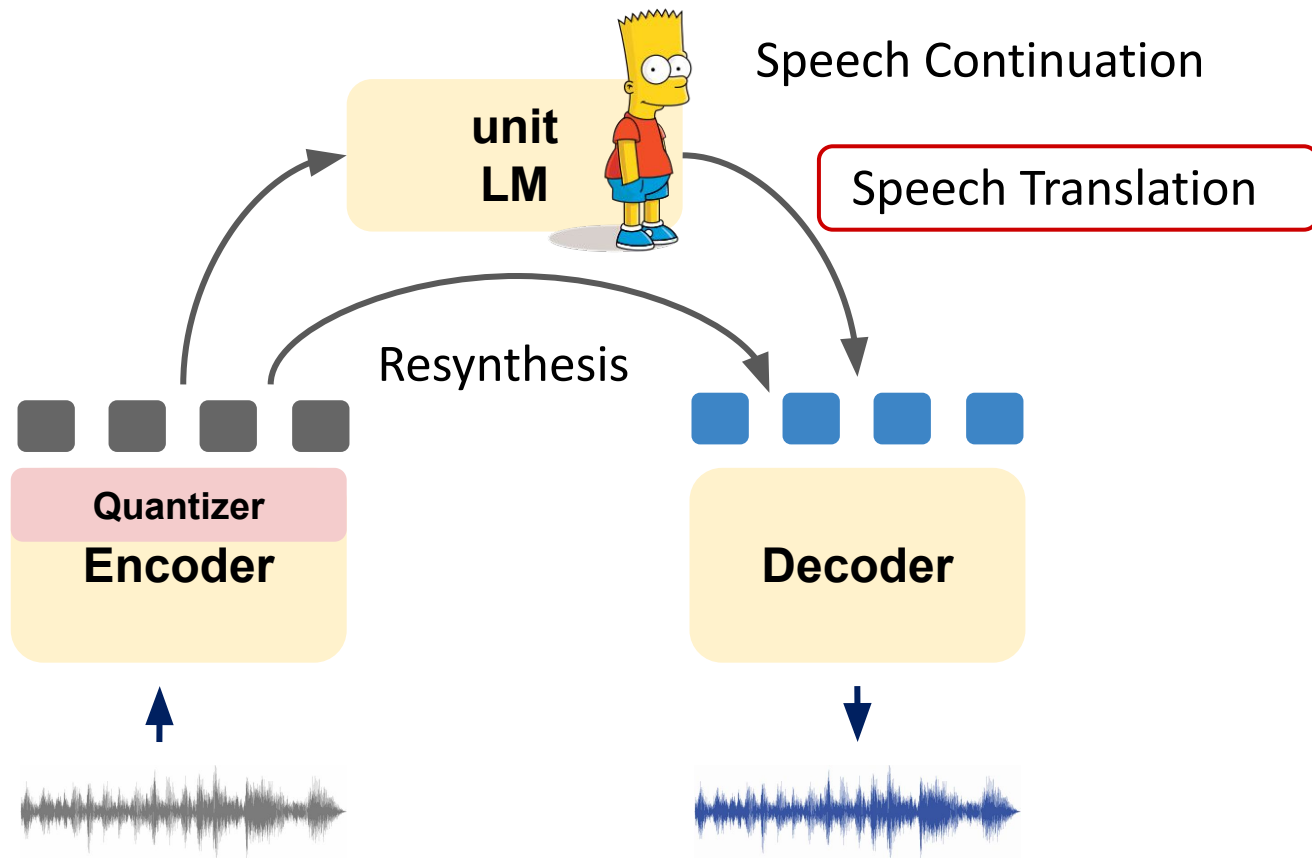 Speech Continuation
unit
LM
Speech Translation
Resynthesis
Quantizer
Encoder
Decoder